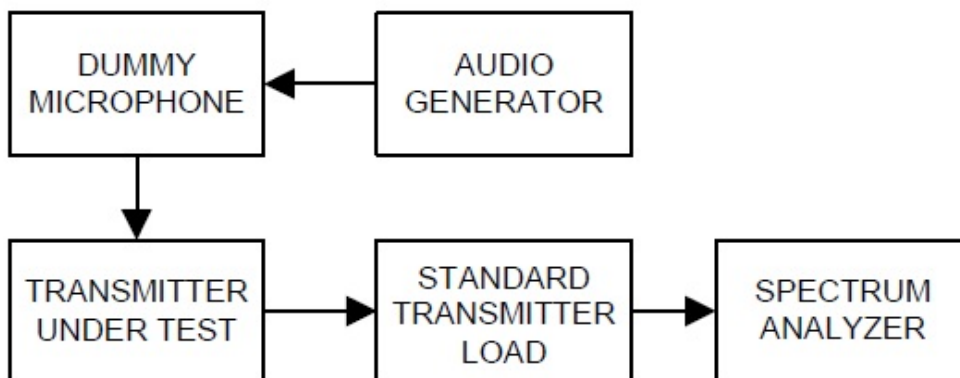 DUMMY
MICROPHONE
AUDIO
GENERATOR
TRANSMITTER
UNDER TEST
STANDARD
TRANSMITTER
LOAD
SPECTRUM
ANALYZER